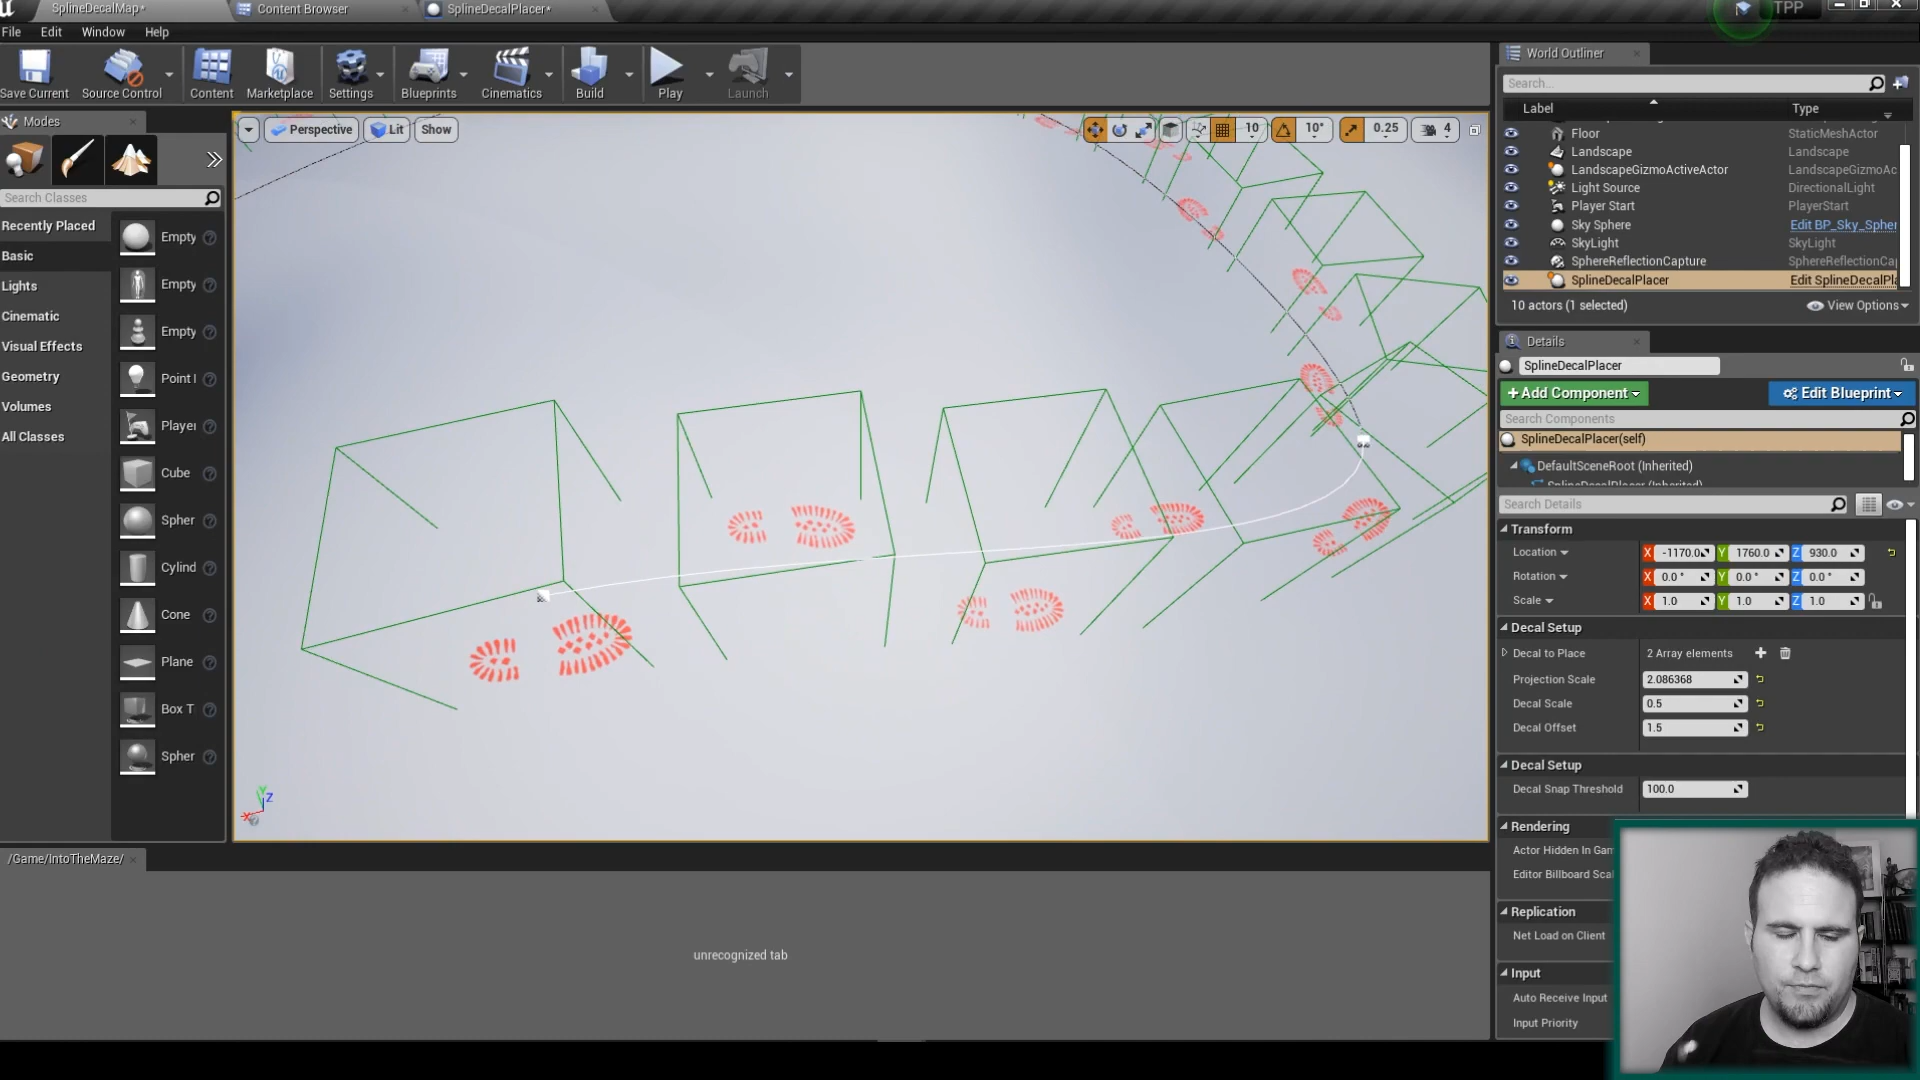 SplineDecalMap*
Content Browser
SplineDecalPlacer*
TPP
File Edit Window Help
Save Current
Source Control
Content
Marketplace
Settings
Blueprints
Cinematics
Build
Play
Launch
Modes
Search Classes
Recently Placed
Basic
Lights
Cinematic
Visual Effects
Geometry
Volumes
All Classes
Empty
Empty
Empty
Point
Player
Cube
Spher
Cylind
Cone
Plane
Box T
Spher
Perspective
Lit
Show
10
10°
0.25
4
X
Y
Z
/Game/IntoTheMaze/
unrecognized tab
World Outliner
Search...
Label Type
Floor StaticMeshActor
Landscape Landscape
LandscapeGizmoActiveActor LandscapeGizmoAc
Light Source DirectionalLight
Player Start PlayerStart
Sky Sphere Edit BP_Sky_Spher
SkyLight SkyLight
SphereReflectionCapture SphereReflectionCap
SplineDecalPlacer Edit SplineDecalPla
10 actors (1 selected) View Options
Details
SplineDecalPlacer
+Add Component Edit Blueprint
Search Components
SplineDecalPlacer(self)
DefaultSceneRoot (Inherited)
SplineDecalPlacer (Inherited)
Search Details
Transform
Location X -1170.0 Y 1760.0 Z 930.0
Rotation X 0.0 ° Y 0.0 ° Z 0.0 °
Scale X 1.0 Y 1.0 Z 1.0
Decal Setup
Decal to Place 2 Array elements
Projection Scale 2.086368
Decal Scale 0.5
Decal Offset 1.5
Decal Setup
Decal Snap Threshold 100.0
Rendering
Actor Hidden In Gam
Editor Billboard Scal
Replication
Net Load on Client
Input
Auto Receive Input
Input Priority